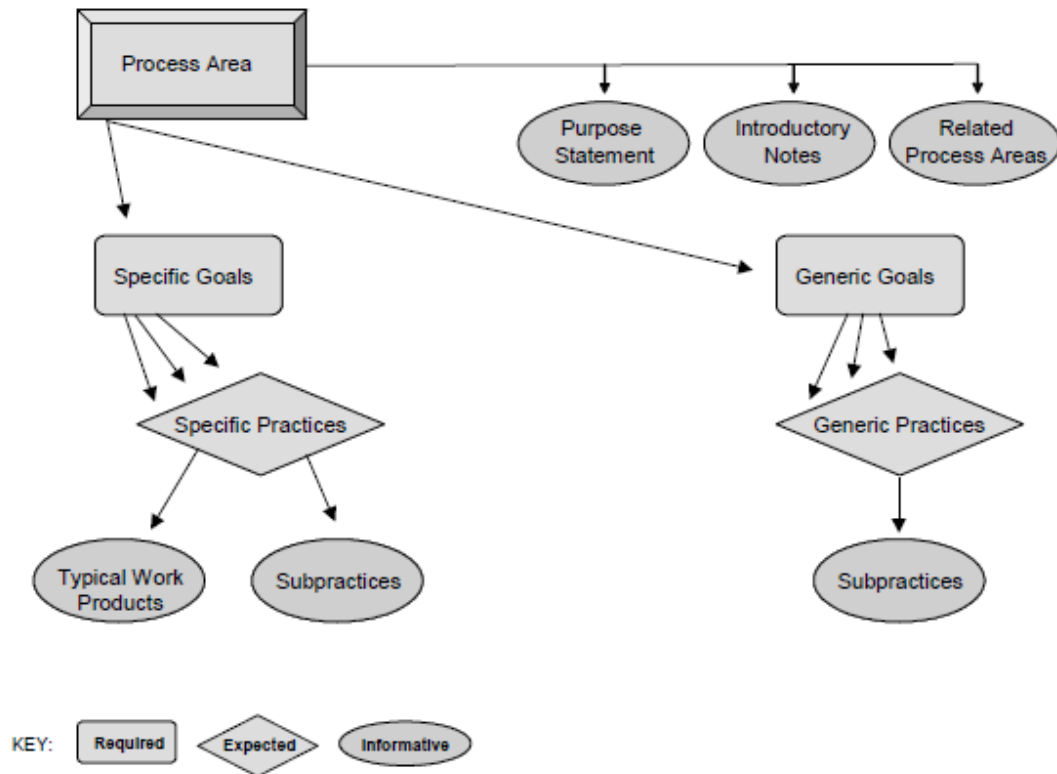 Process Area
Purpose
Statement
Introductory
Notes
Related
Process Areas
Specific Goals
Generic Goals
Specific Practices
Generic Practices
Typical Work
Products
Subpractices
Subpractices
KEY:
Required
Expected
Informative